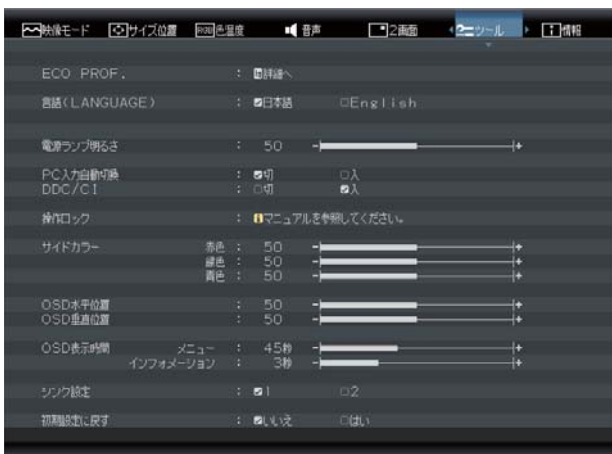 映像モード サイズ位置 RGB色温度 音声 2画面 ツール 情報
ECO PROF. : 詳細へ
言語(LANGUAGE) : 日本語 English
電源ランプ明るさ : 50
PC入力自動切換 : 切 入
DDC/CI : 切 入
操作ロック : マニュアルを参照してください。
サイドカラー 赤色 : 50
緑色 : 50
青色 : 50
OSD水平位置 : 50
OSD垂直位置 : 50
OSD表示時間 メニュー : 45秒
インフォメーション : 3秒
シンク設定 : 1 2
初期設定に戻す : いいえ はい